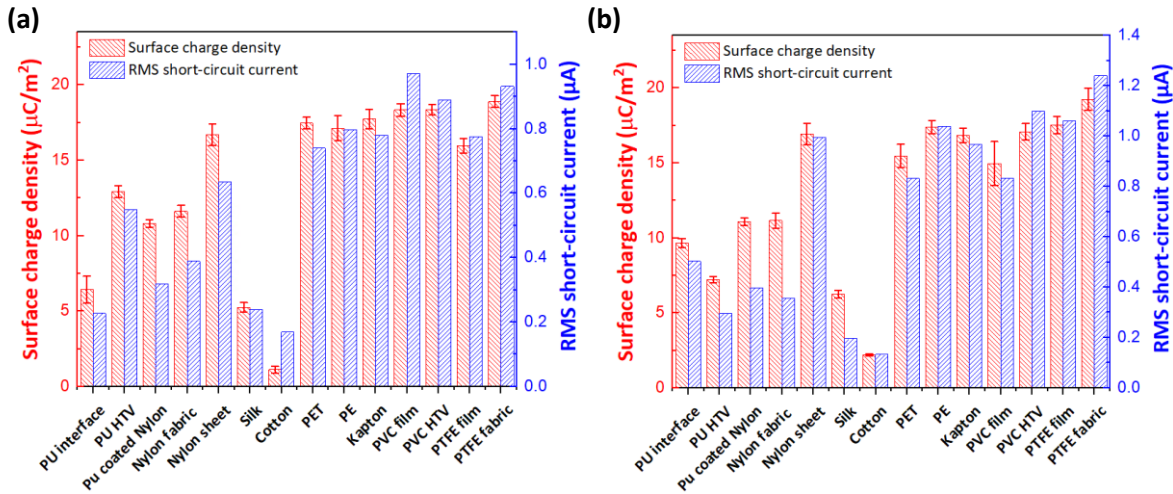 (a)
Surface charge density
RMS short-circuit current
Surface charge density (μC/m²)
20
15
10
5
0
RMS short-circuit current (μA)
1.0
0.8
0.6
0.4
0.2
0.0
PU interface
PU HTV
Pu coated Nylon
Nylon fabric
Nylon sheet
Silk
Cotton
PET
PE
Kapton
PVC film
PVC HTV
PTFE film
PTFE fabric
(b)
Surface charge density
RMS short-circuit current
Surface charge density (μC/m²)
20
15
10
5
0
RMS short-circuit current (μA)
1.4
1.2
1.0
0.8
0.6
0.4
0.2
0.0
PU interface
PU HTV
Pu coated Nylon
Nylon fabric
Nylon sheet
Silk
Cotton
PET
PE
Kapton
PVC film
PVC HTV
PTFE film
PTFE fabric